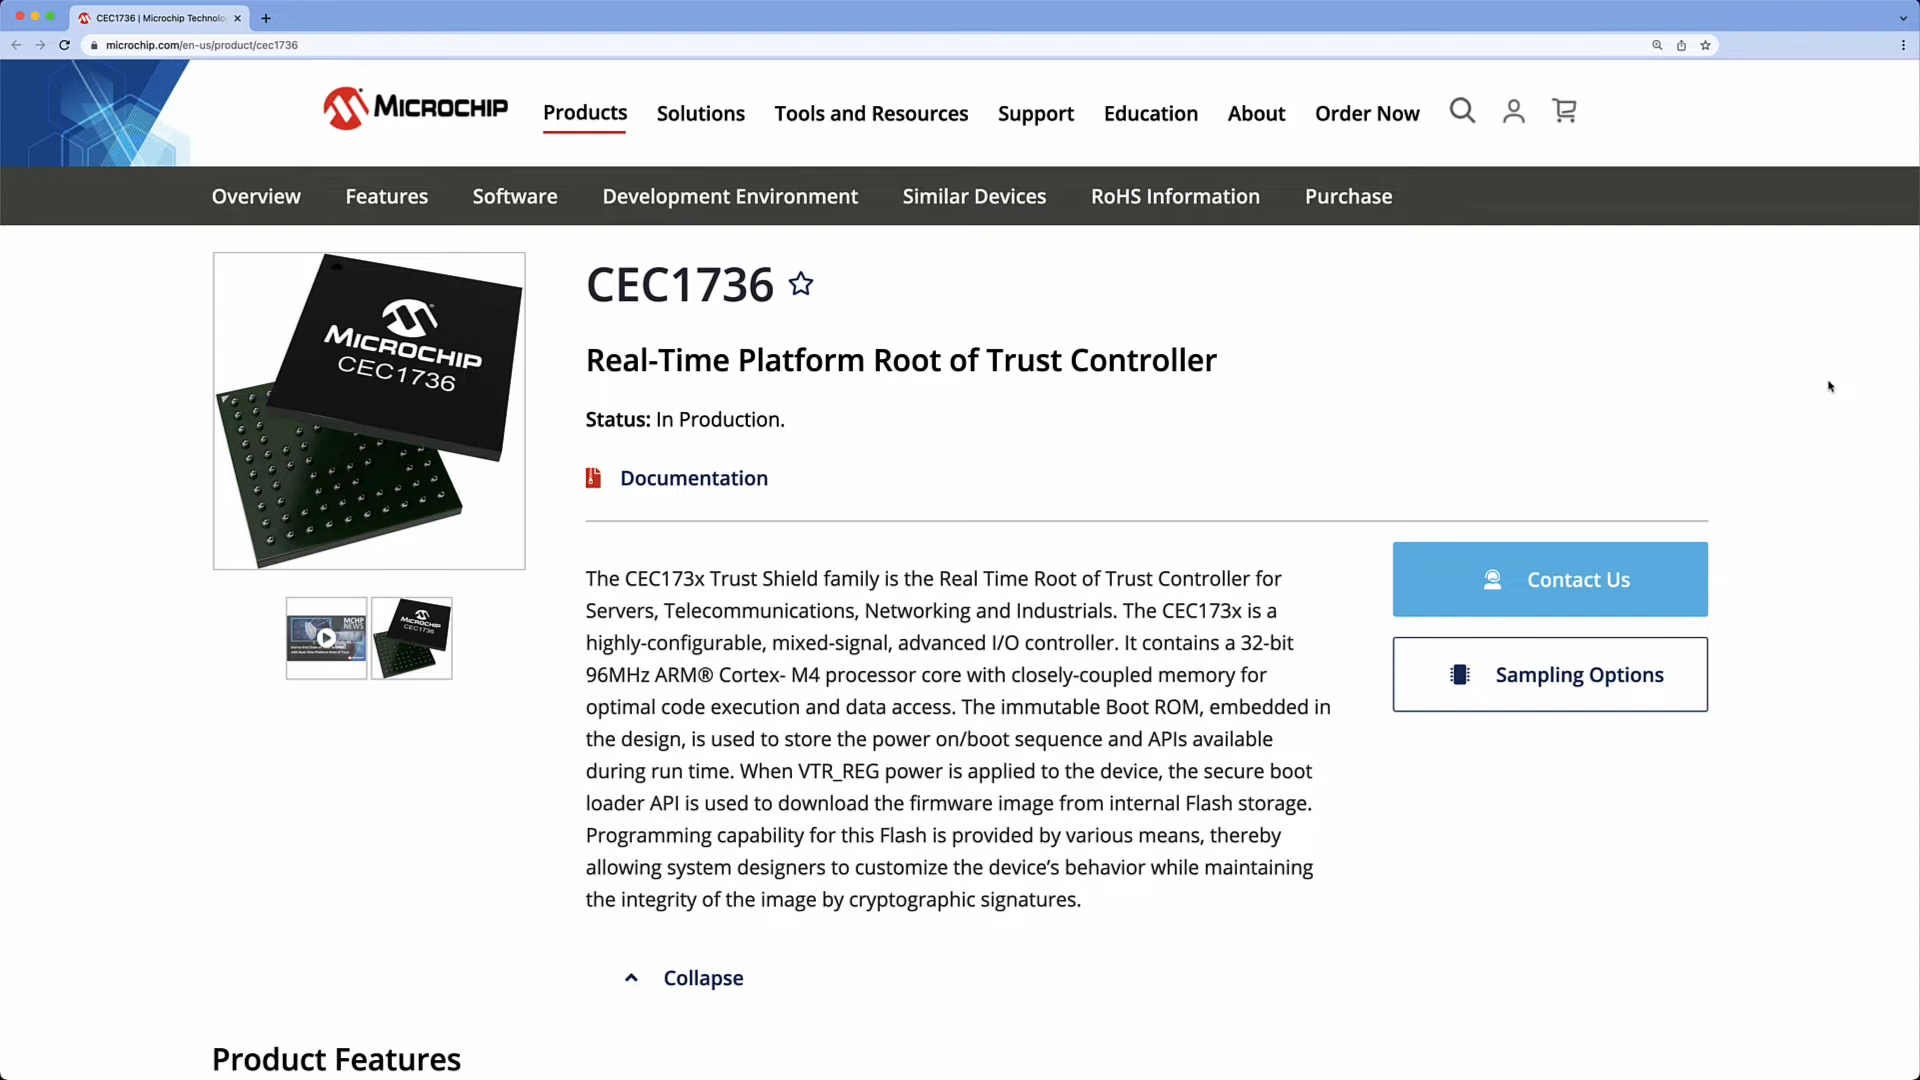 CEC1736 | Microchip Technolo
microchip.com/en-us/product/cec1736
MICROCHIP
Products
Solutions
Tools and Resources
Support
Education
About
Order Now
Overview
Features
Software
Development Environment
Similar Devices
RoHS Information
Purchase
MICROCHIP
CEC1736
CEC1736
Real-Time Platform Root of Trust Controller
Status: In Production.
Documentation
The CEC173x Trust Shield family is the Real Time Root of Trust Controller for
Servers, Telecommunications, Networking and Industrials. The CEC173x is a
highly-configurable, mixed-signal, advanced I/O controller. It contains a 32-bit
96MHz ARM® Cortex- M4 processor core with closely-coupled memory for
optimal code execution and data access. The immutable Boot ROM, embedded in
the design, is used to store the power on/boot sequence and APIs available
during run time. When VTR_REG power is applied to the device, the secure boot
loader API is used to download the firmware image from internal Flash storage.
Programming capability for this Flash is provided by various means, thereby
allowing system designers to customize the device’s behavior while maintaining
the integrity of the image by cryptographic signatures.
Contact Us
Sampling Options
MCHP
NEWS
MICROCHIP
CEC1736
Collapse
Product Features